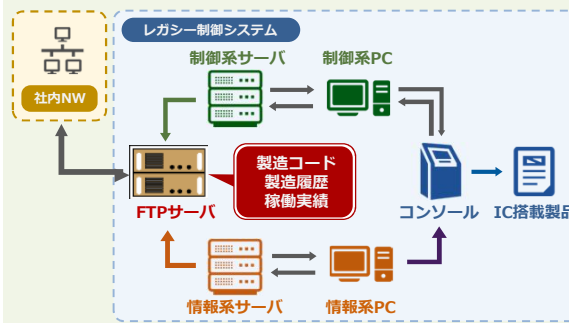 レガシー制御システム
社内NW
制御系サーバ
制御系PC
製造コード
製造履歴
稼働実績
FTPサーバ
コンソール
IC搭載製品
情報系サーバ
情報系PC